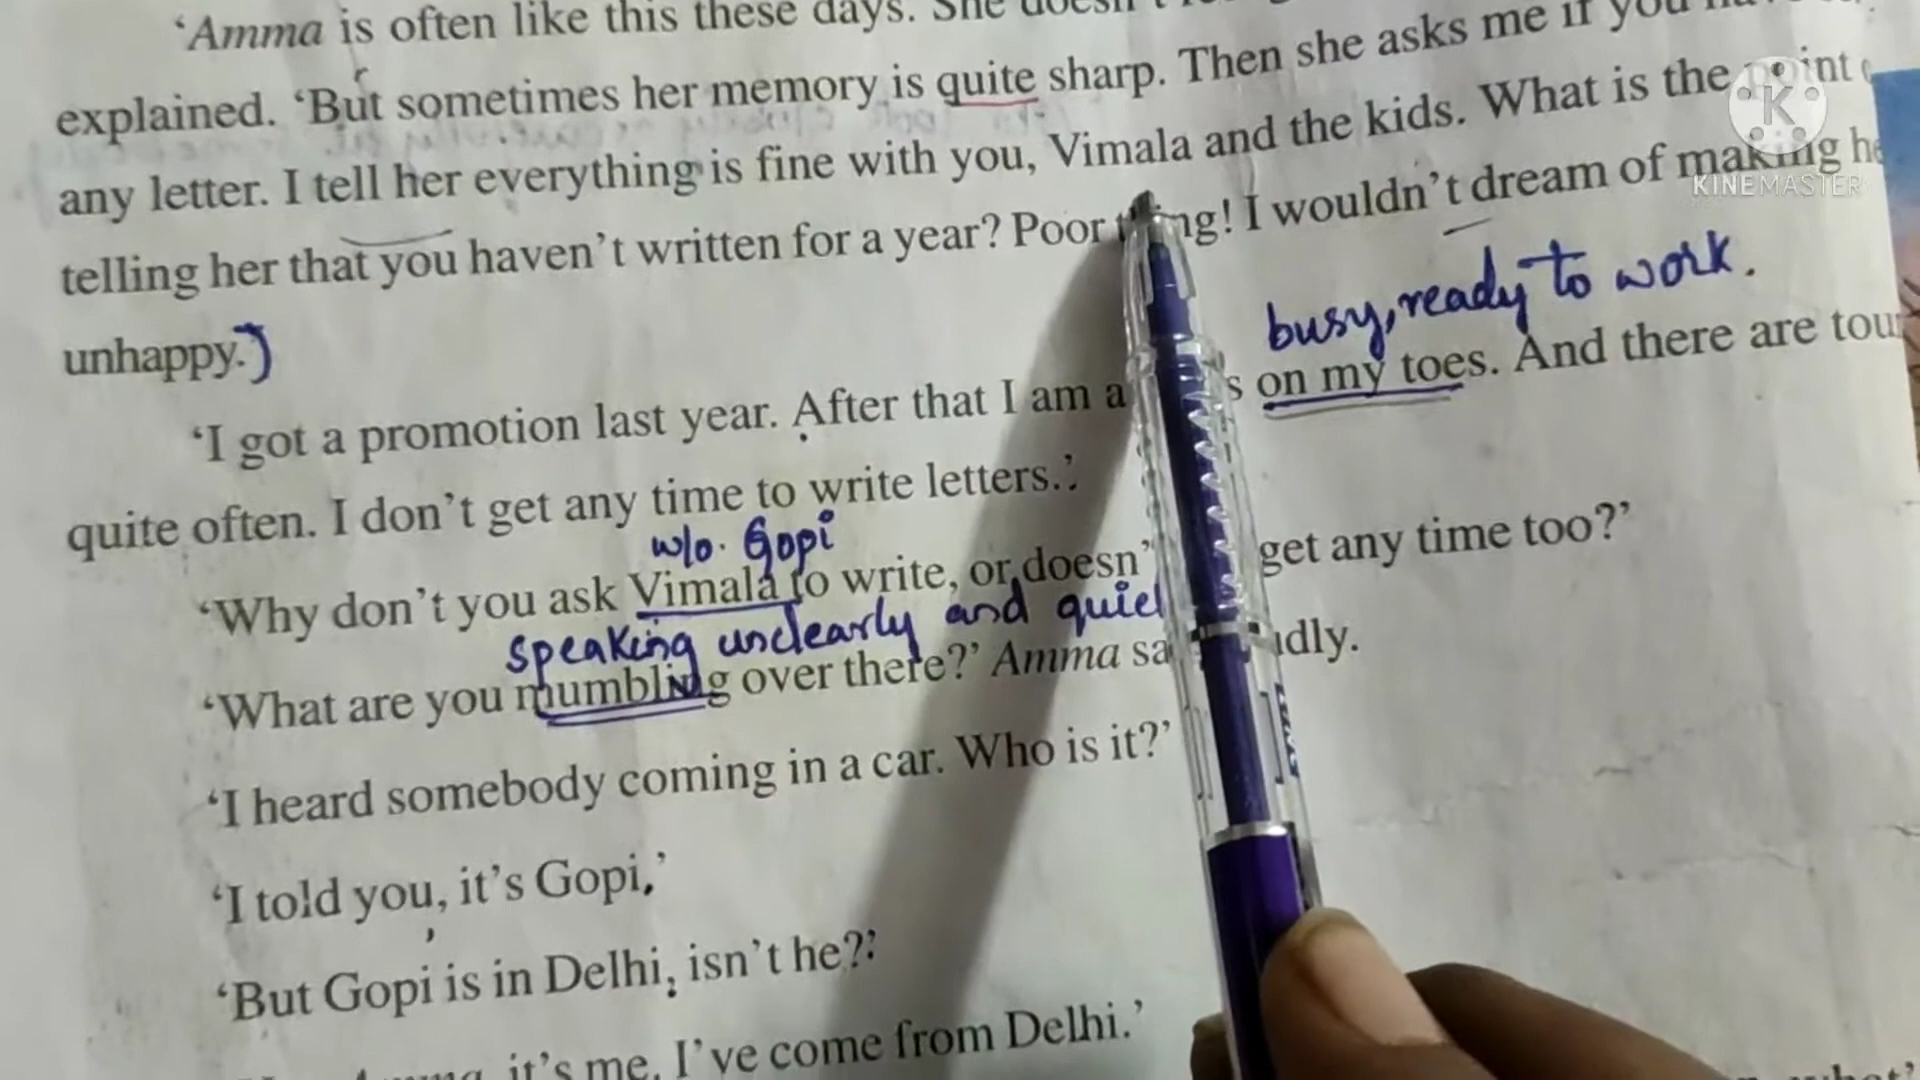 ‘Amma is often like this these days. She doesn't
explained. ‘But sometimes her memory is quite sharp. Then she asks me if you
any letter. I tell her everything is fine with you, Vimala and the kids. What is the point
telling her that you haven’t written for a year? Poor thing! I wouldn’t dream of making he
unhappy.)
busy, ready to work.
‘I got a promotion last year. After that I am a s on my toes. And there are tou
quite often. I don’t get any time to write letters.’
w/o. Gopi
‘Why don’t you ask Vimala to write, or doesn’ get any time too?’
speaking unclearly and quiet
‘What are you mumbling over there?’ Amma sa dly.
‘I heard somebody coming in a car. Who is it?’
‘I told you, it’s Gopi,’
‘But Gopi is in Delhi, isn’t he?’
it’s me. I’ve come from Delhi.’
K
KINEMASTER